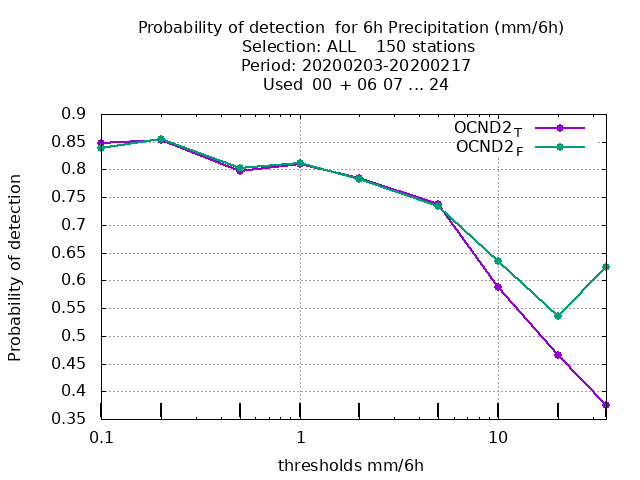 Probability of detection  for 6h Precipitation (mm/6h)
Selection: ALL    150 stations
Period: 20200203-20200217
Used  00 + 06 07 ... 24
0.9
0.85
0.8
0.75
0.7
0.65
0.6
0.55
0.5
0.45
0.4
0.35
Probability of detection
OCND2T
OCND2F
0.1
1
10
thresholds mm/6h